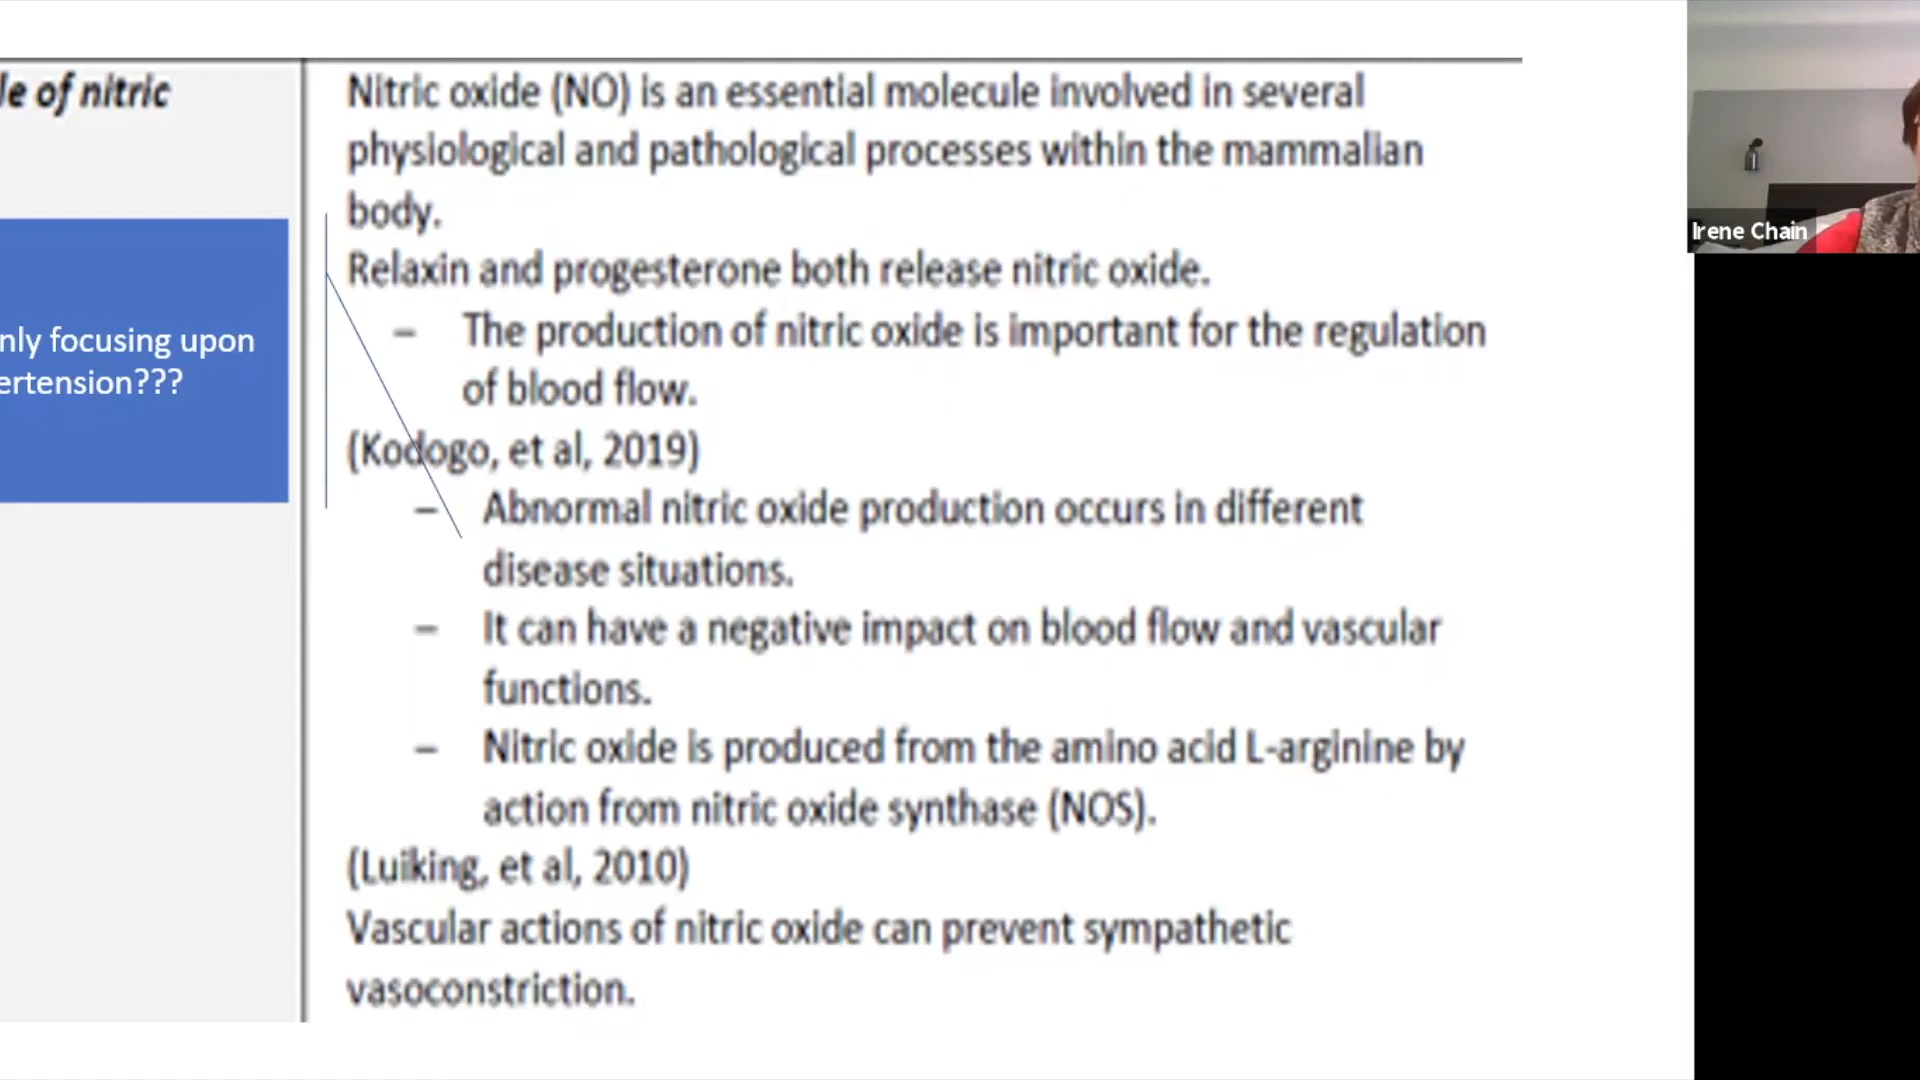 le of nitric
nly focusing upon
ertension???
Nitric oxide (NO) is an essential molecule involved in several
physiological and pathological processes within the mammalian
body.
Relaxin and progesterone both release nitric oxide.
– The production of nitric oxide is important for the regulation
of blood flow.
(Kodogo, et al, 2019)
– Abnormal nitric oxide production occurs in different
disease situations.
– It can have a negative impact on blood flow and vascular
functions.
– Nitric oxide is produced from the amino acid L-arginine by
action from nitric oxide synthase (NOS).
(Luiking, et al, 2010)
Vascular actions of nitric oxide can prevent sympathetic
vasoconstriction.
Irene Chain